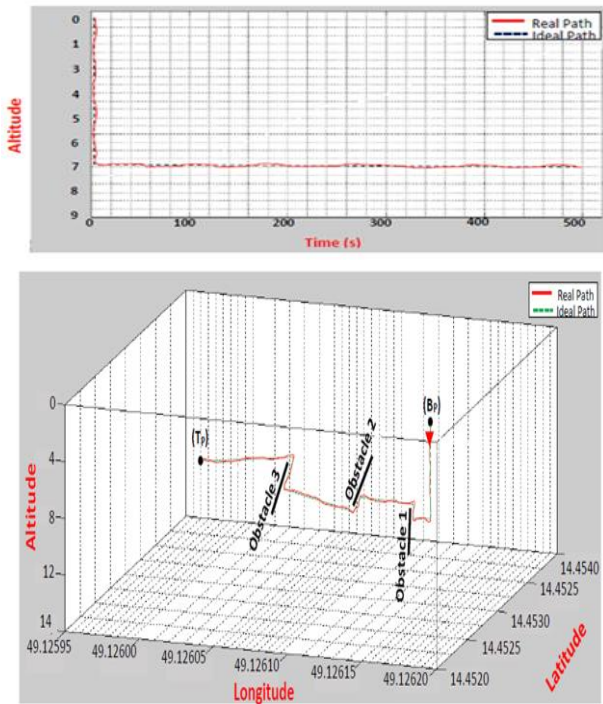 Real Path
Ideal Path
Altitude
0
1
2
3
4
5
6
7
8
9
0
100
200
300
400
500
Time (s)
Real Path
Ideal Path
0
4
8
12
14
Altitude
(Tp)
(Bp)
Obstacle 3
Obstacle 2
Obstacle 1
49.12595
49.12600
49.12605
49.12610
49.12615
49.12620
Longitude
14.4540
14.4525
14.4530
14.4525
14.4520
Latitude